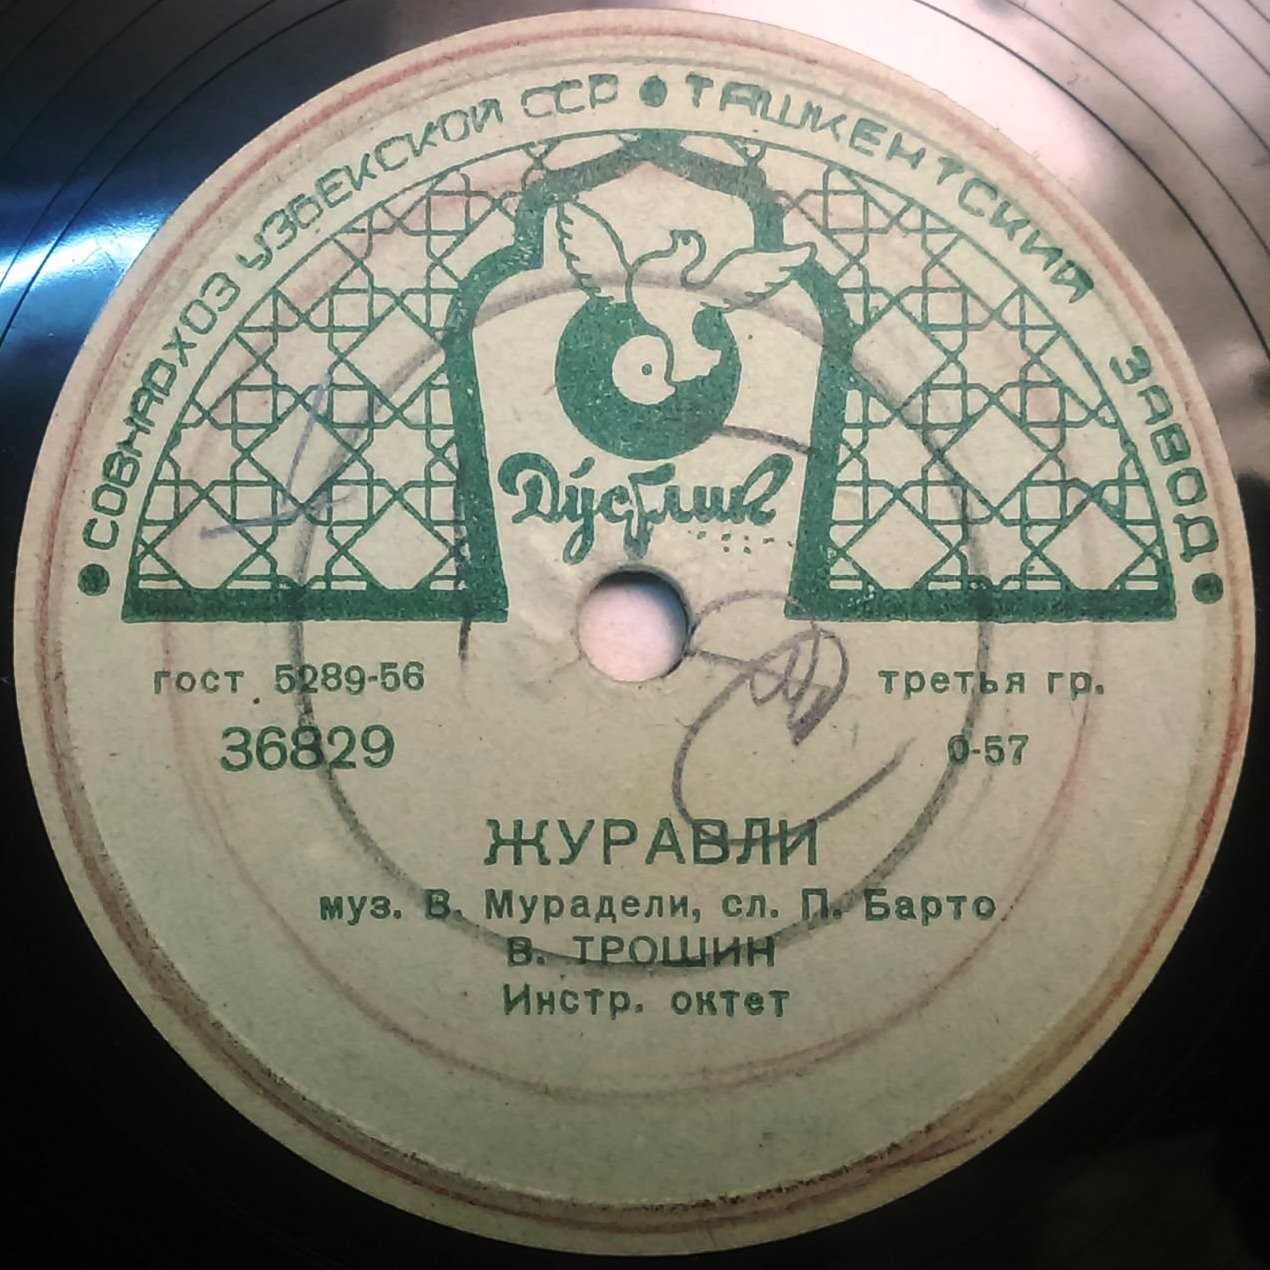 • СОВНАРХОЗ УЗБЕКСКОЙ ССР • ТАШКЕНТСКИЙ ЗАВОД •
Дўстлик
гост 5289-56
третья гр.
36829
0-57
ЖУРАВЛИ
муз. В. Мурадели, сл. П. Барто
В. ТРОШИН
Инстр. октет